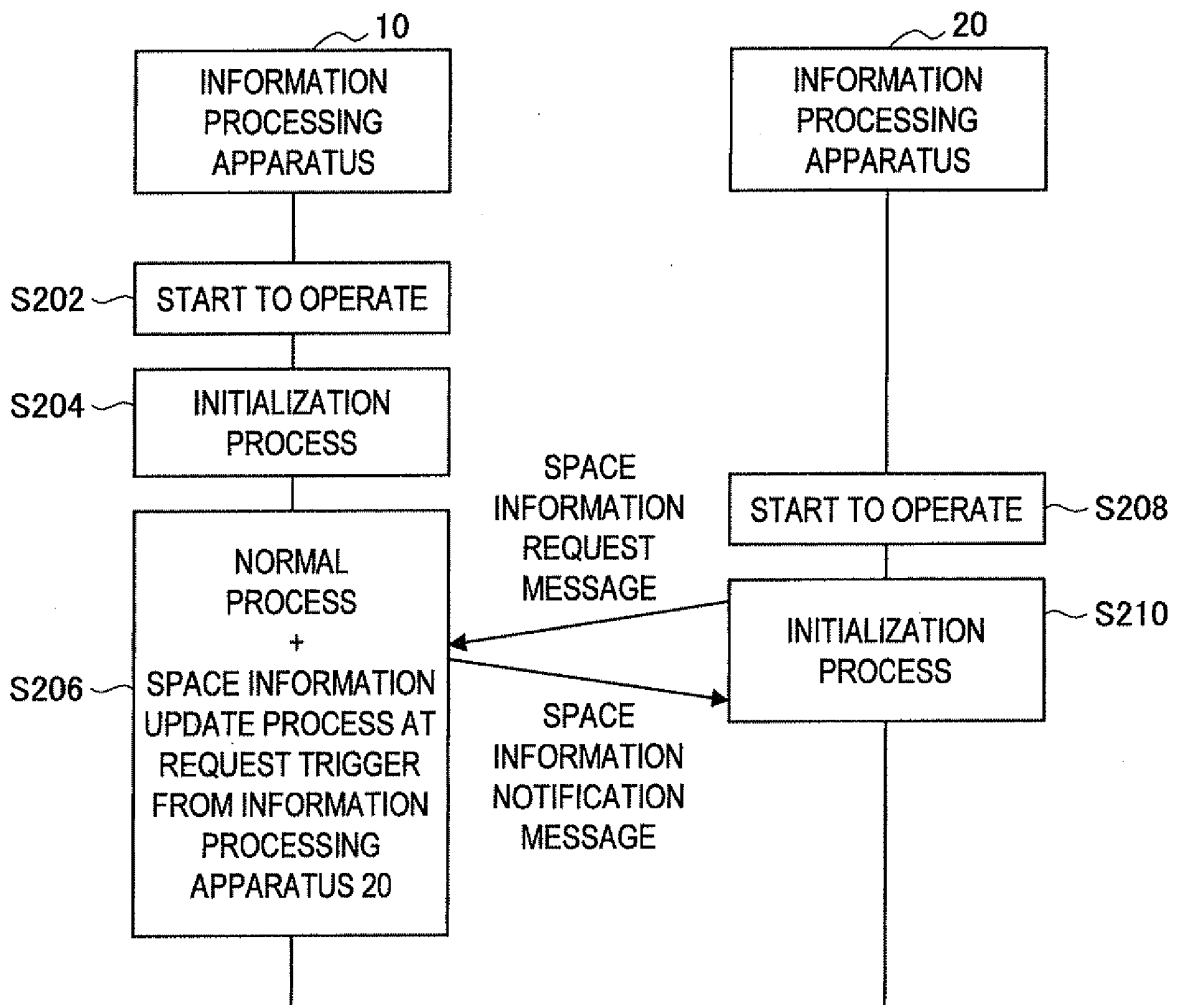 10
INFORMATION
PROCESSING
APPARATUS
20
INFORMATION
PROCESSING
APPARATUS
S202
START TO OPERATE
S204
INITIALIZATION
PROCESS
S206
NORMAL
PROCESS
+
SPACE INFORMATION
UPDATE PROCESS AT
REQUEST TRIGGER
FROM INFORMATION
PROCESSING
APPARATUS 20
SPACE
INFORMATION
REQUEST
MESSAGE
SPACE
INFORMATION
NOTIFICATION
MESSAGE
START TO OPERATE
S208
INITIALIZATION
PROCESS
S210